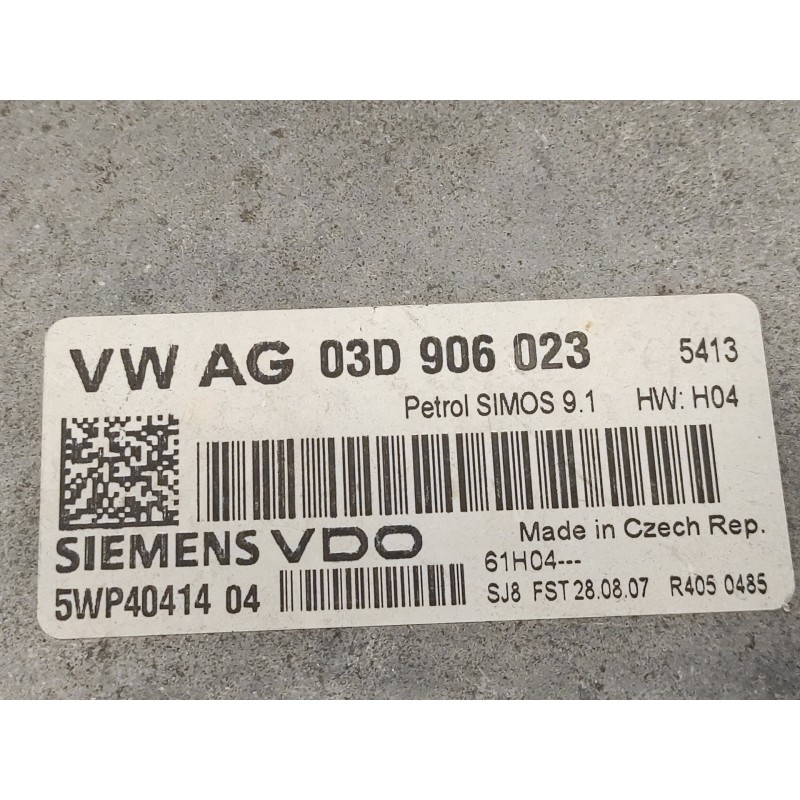 VW AG 03D 906 023 5413
Petrol SIMOS 9.1 HW: H04
SIEMENS VDO Made in Czech Rep.
61H04---
5WP40414 04 SJ8 FST 28.08.07 R405 0485